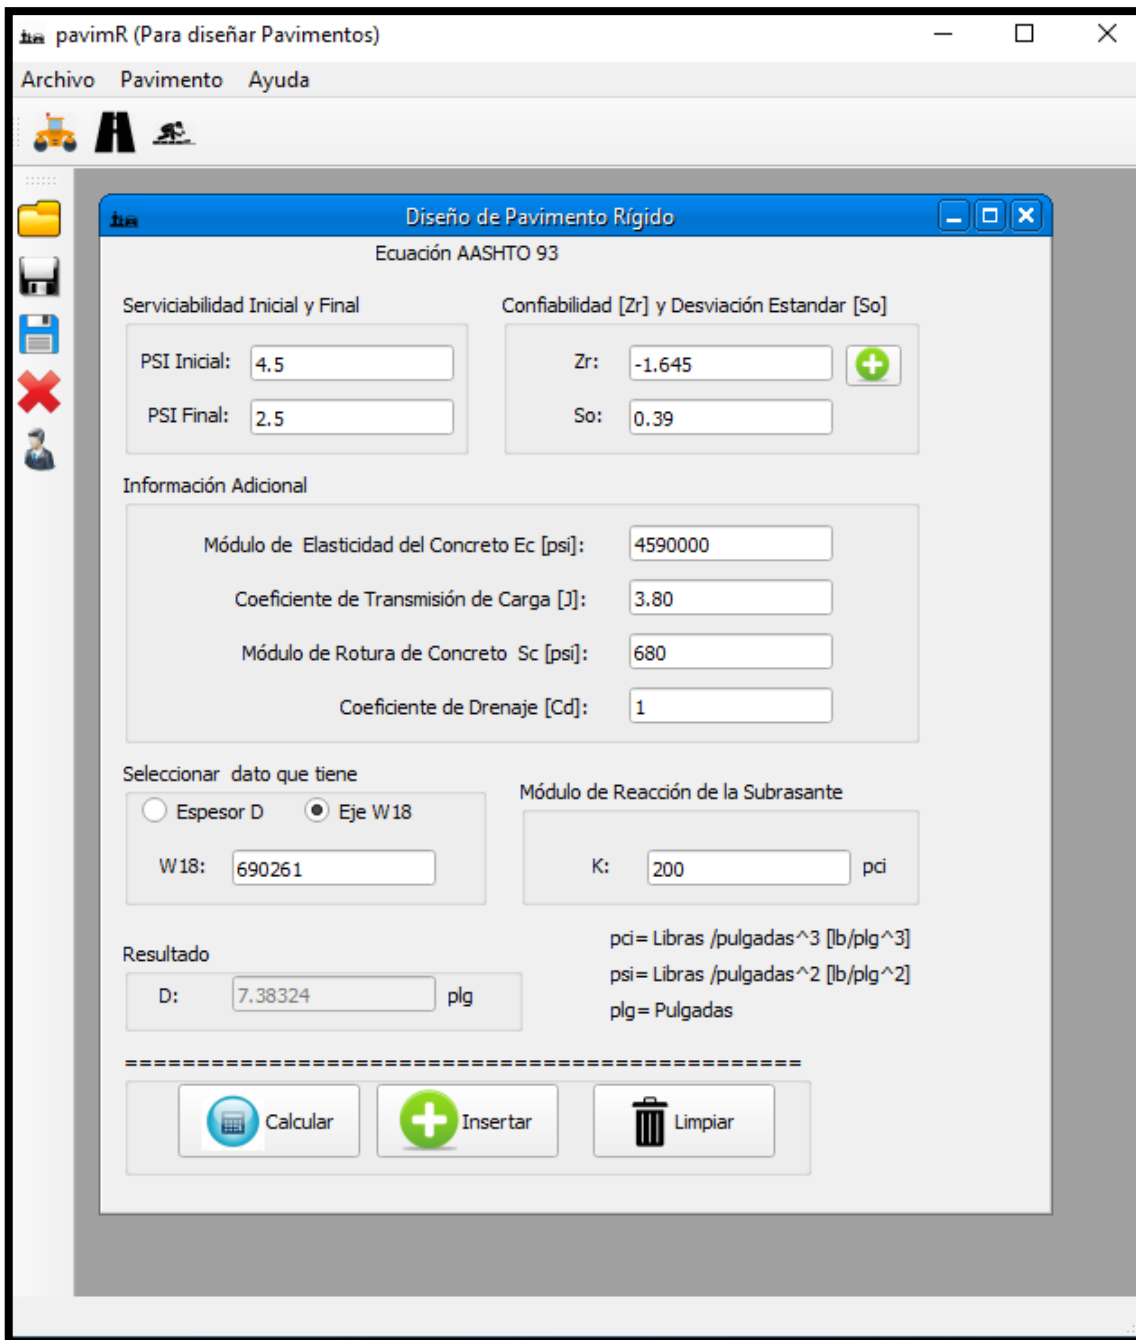 pavimR (Para diseñar Pavimentos)
Archivo Pavimento Ayuda
Diseño de Pavimento Rígido
Ecuación AASHTO 93
Serviciabilidad Inicial y Final
Confiabilidad [Zr] y Desviación Estandar [So]
PSI Inicial: 4.5
Zr: -1.645
PSI Final: 2.5
So: 0.39
Información Adicional
Módulo de Elasticidad del Concreto Ec [psi]: 4590000
Coeficiente de Transmisión de Carga [J]: 3.80
Módulo de Rotura de Concreto Sc [psi]: 680
Coeficiente de Drenaje [Cd]: 1
Seleccionar dato que tiene
Espesor D Eje W18
W18: 690261
Módulo de Reacción de la Subrasante
K: 200 pci
Resultado
D: 7.38324 plg
pci= Libras /pulgadas^3 [lb/plg^3]
psi= Libras /pulgadas^2 [lb/plg^2]
plg= Pulgadas
===============================================
Calcular Insertar Limpiar